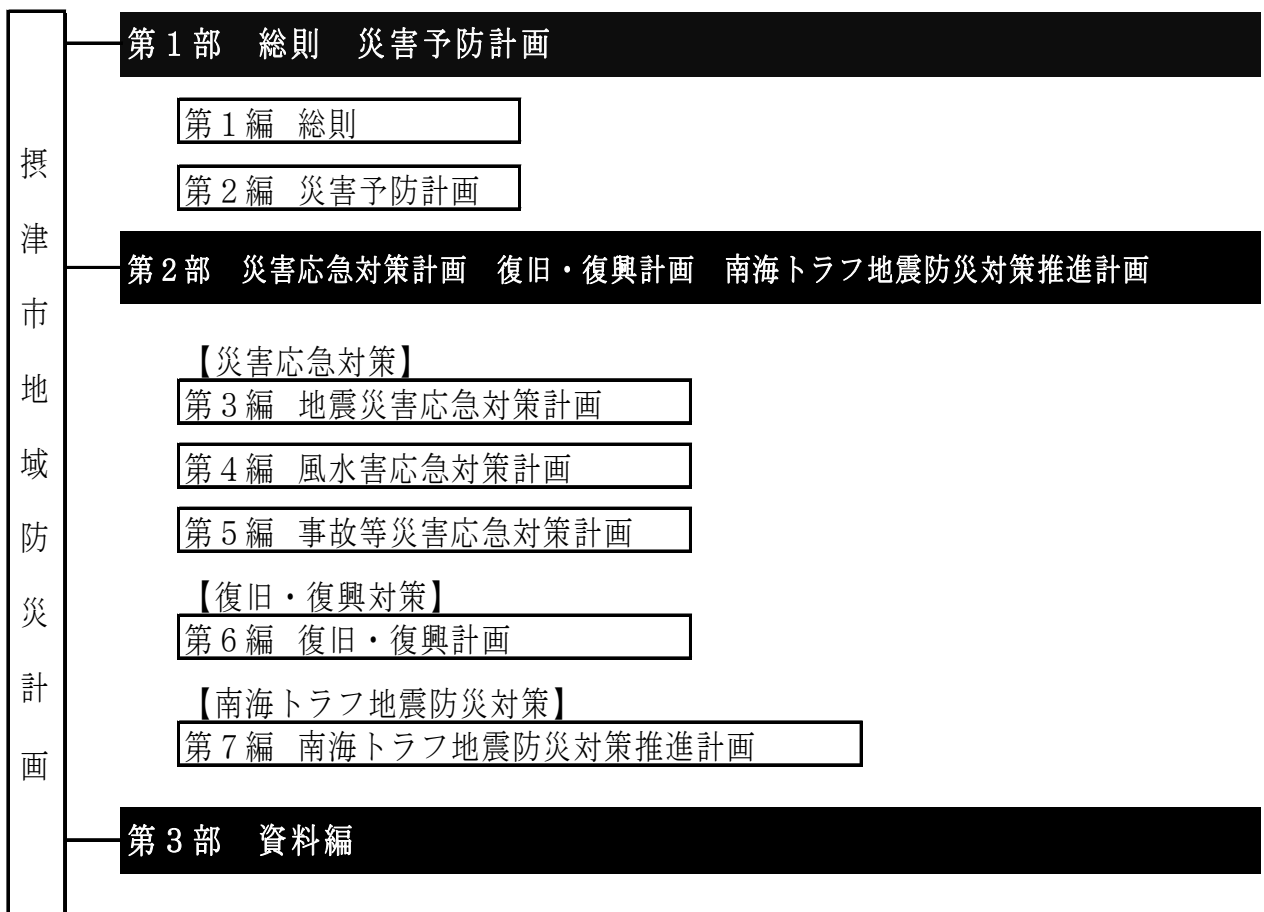 摂津市地域防災計画
第１部　総則　災害予防計画
第１編　総則
第２編　災害予防計画
第２部　災害応急対策計画　復旧・復興計画　南海トラフ地震防災対策推進計画
【災害応急対策】
第３編　地震災害応急対策計画
第４編　風水害応急対策計画
第５編　事故等災害応急対策計画
【復旧・復興対策】
第６編　復旧・復興計画
【南海トラフ地震防災対策】
第７編　南海トラフ地震防災対策推進計画
第３部　資料編